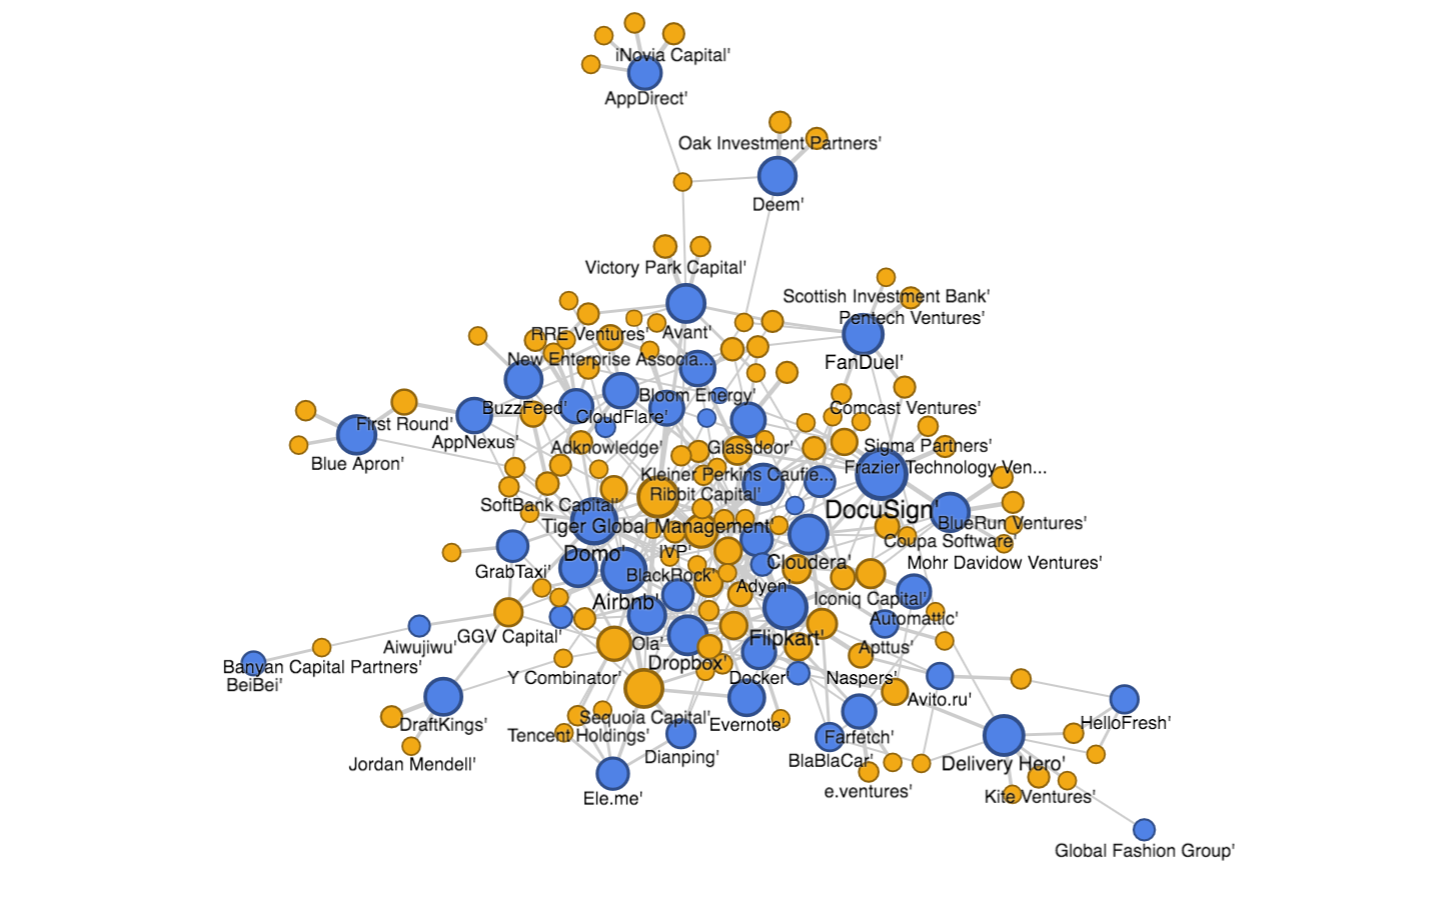 iNovia Capital'
AppDirect'
Oak Investment Partners'
Deem'
Victory Park Capital'
Scottish Investment Bank'
Pentech Ventures'
RRE Ventures'
Avant'
FanDuel'
New Enterprise Associa...
Bloom Energy'
BuzzFeed'
CloudFlare'
Comcast Ventures'
First Round'
AppNexus'
Adknowledge'
Glassdoor'
Sigma Partners'
Blue Apron'
Kleiner Perkins Caufie...
Frazier Technology Ven...
Ribbit Capital'
SoftBank Capital'
DocuSign'
Tiger Global Management'
BlueRun Ventures'
Coupa Software'
Domo'
IVP'
Cloudera'
Mohr Davidow Ventures'
GrabTaxi'
BlackRock'
Adyen'
Airbnb'
Iconiq Capital'
Automattic'
GGV Capital'
Aiwujiwu'
Ola'
Flipkart'
Apttus'
Banyan Capital Partners'
BeiBei'
Dropbox'
Y Combinator'
Docker'
Naspers'
Avito.ru'
DraftKings'
Sequoia Capital'
Evernote'
HelloFresh'
Tencent Holdings'
Farfetch'
Dianping'
BlaBlaCar'
Jordan Mendell'
Delivery Hero'
Ele.me'
e.ventures'
Kite Ventures'
Global Fashion Group'